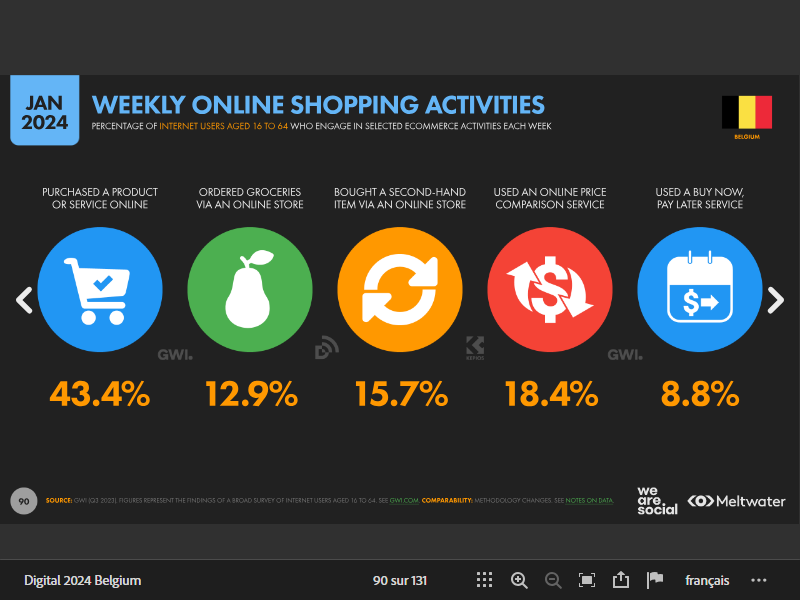 JAN
2024
WEEKLY ONLINE SHOPPING ACTIVITIES
PERCENTAGE OF INTERNET USERS AGED 16 TO 64 WHO ENGAGE IN SELECTED ECOMMERCE ACTIVITIES EACH WEEK
BELGIUM
PURCHASED A PRODUCT
OR SERVICE ONLINE
ORDERED GROCERIES
VIA AN ONLINE STORE
BOUGHT A SECOND-HAND
ITEM VIA AN ONLINE STORE
USED AN ONLINE PRICE
COMPARISON SERVICE
USED A BUY NOW,
PAY LATER SERVICE
GWI.
KEPIOS
GWI.
43.4%
12.9%
15.7%
18.4%
8.8%
90
SOURCE: GWI (Q3 2023). FIGURES REPRESENT THE FINDINGS OF A BROAD SURVEY OF INTERNET USERS AGED 16 TO 64. SEE GWI.COM. COMPARABILITY: METHODOLOGY CHANGES. SEE NOTES ON DATA.
we
are.
social
Meltwater
Digital 2024 Belgium
90 sur 131
français